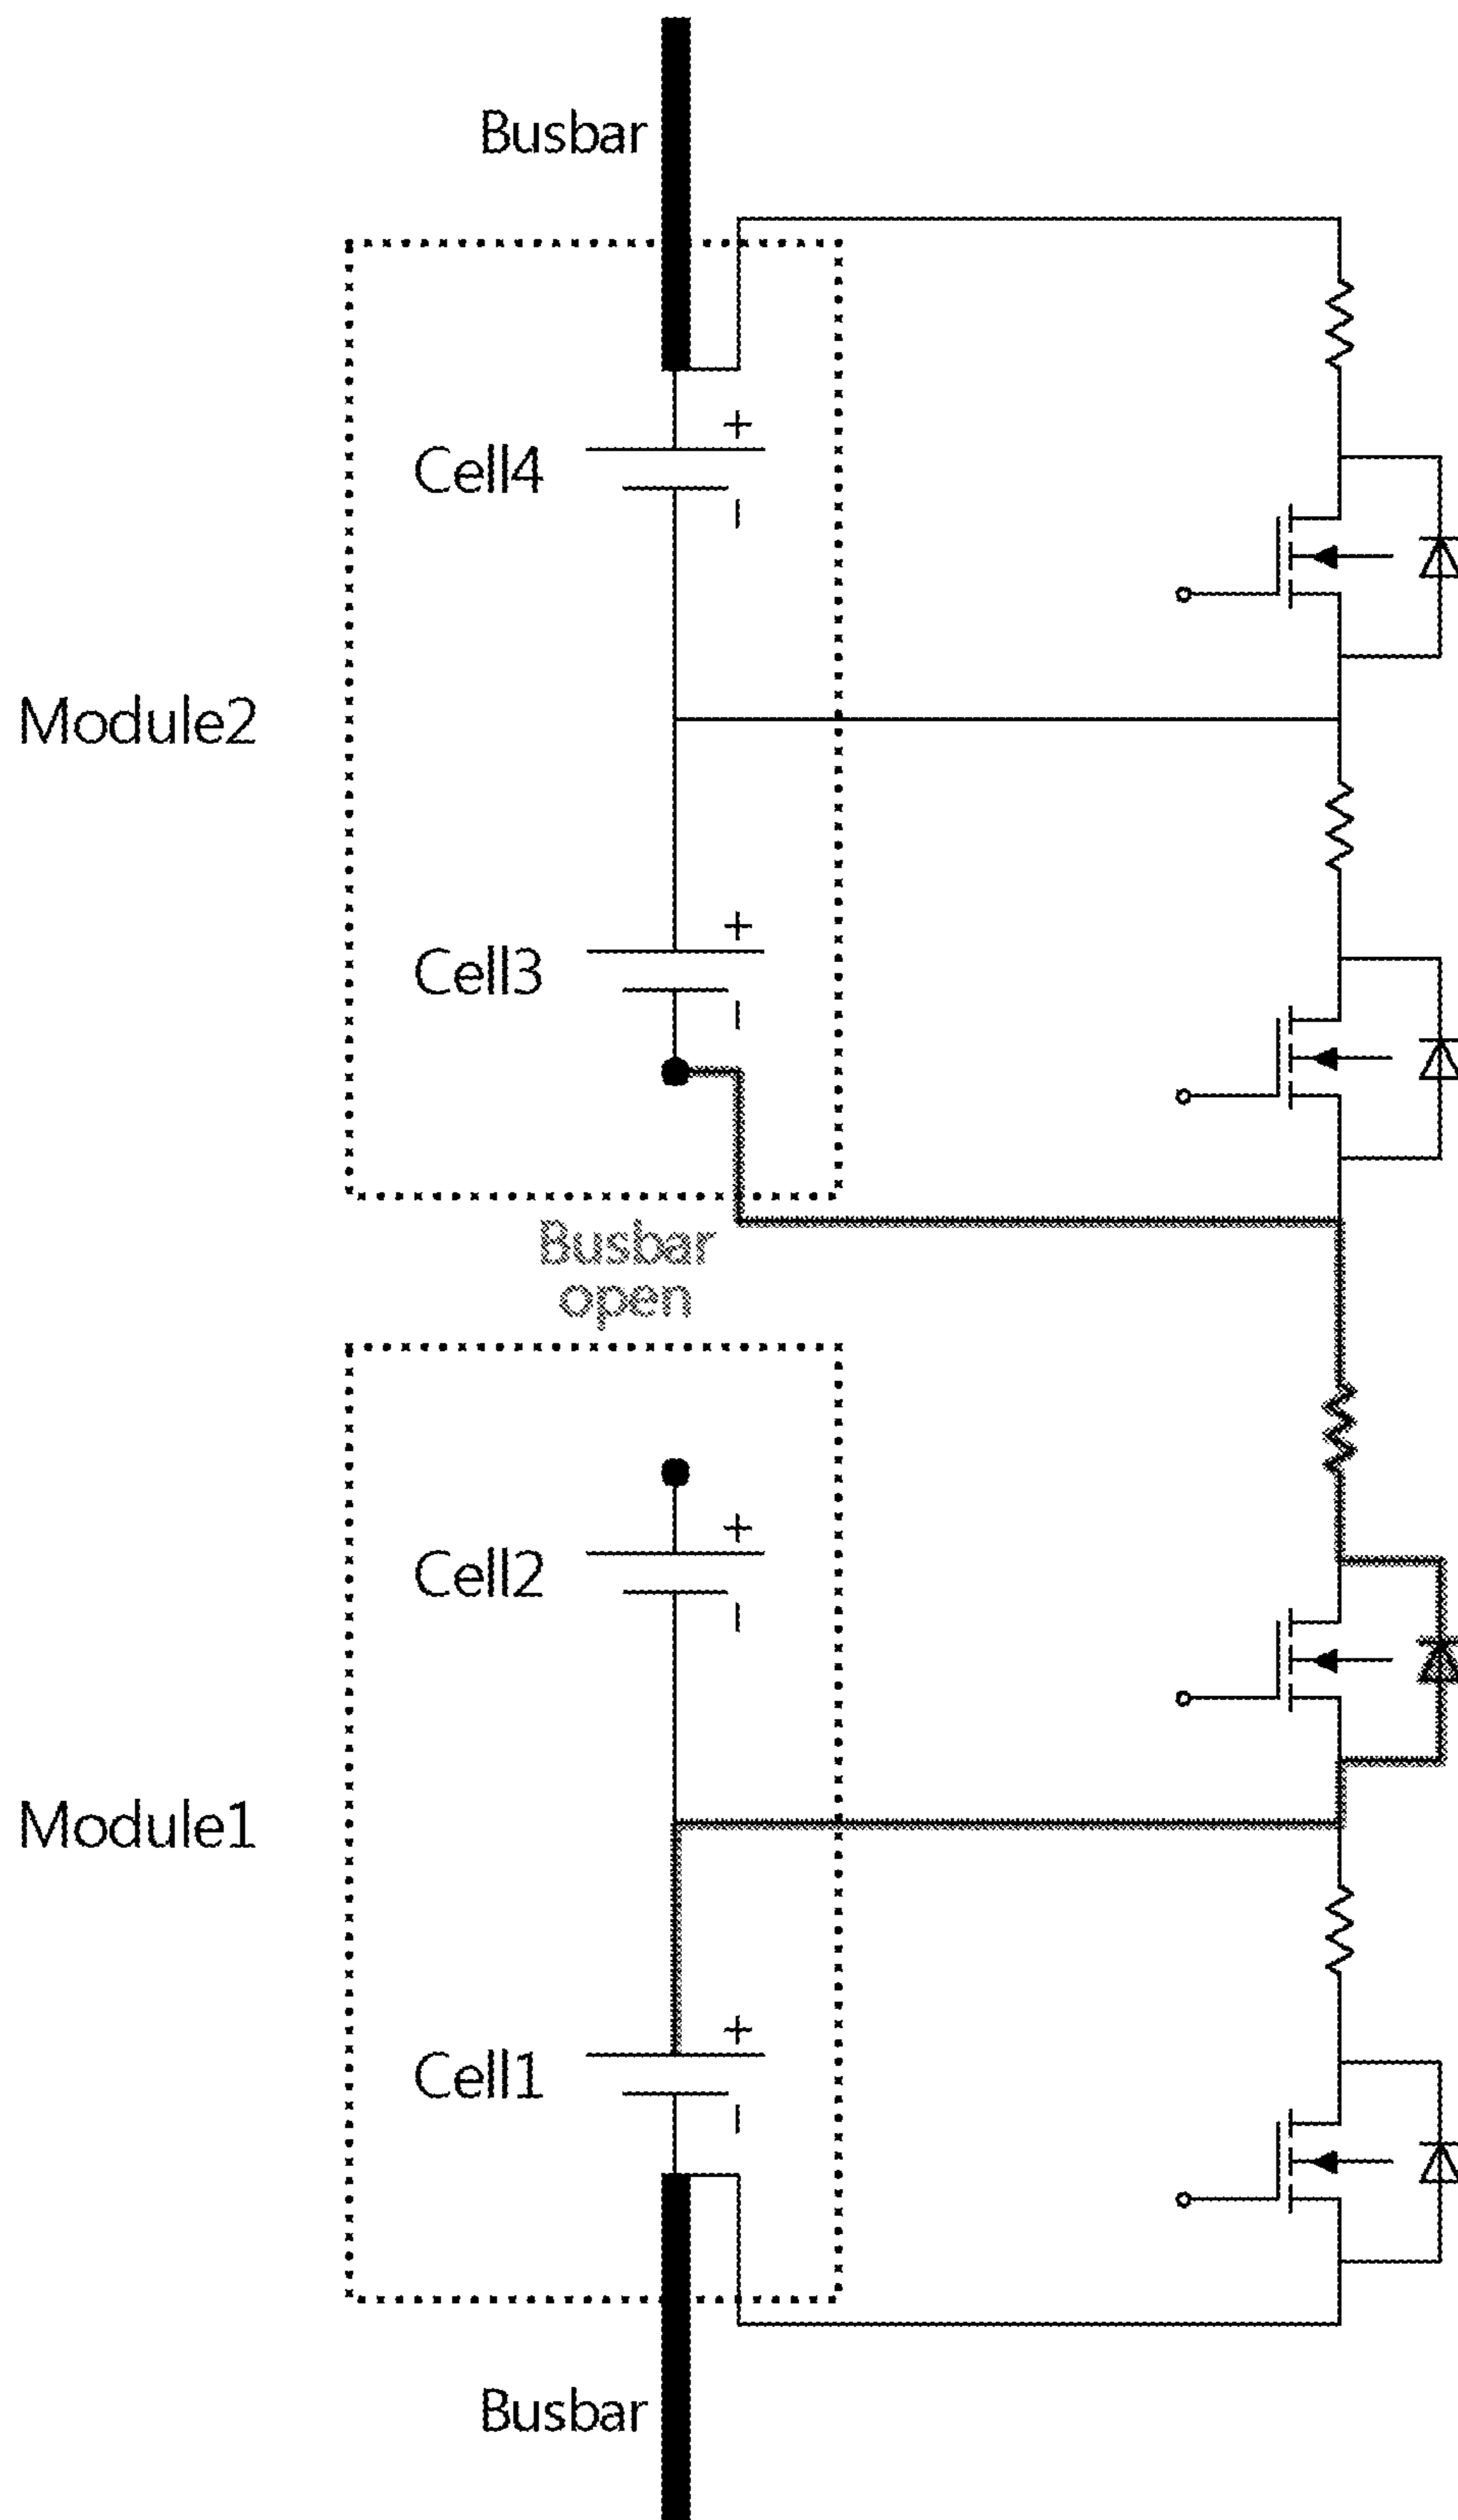 Busbar
+
Cell4
Module2
+
Cell3
Busbar
open
+
Cell2
Module1
+
Cell1
Busbar